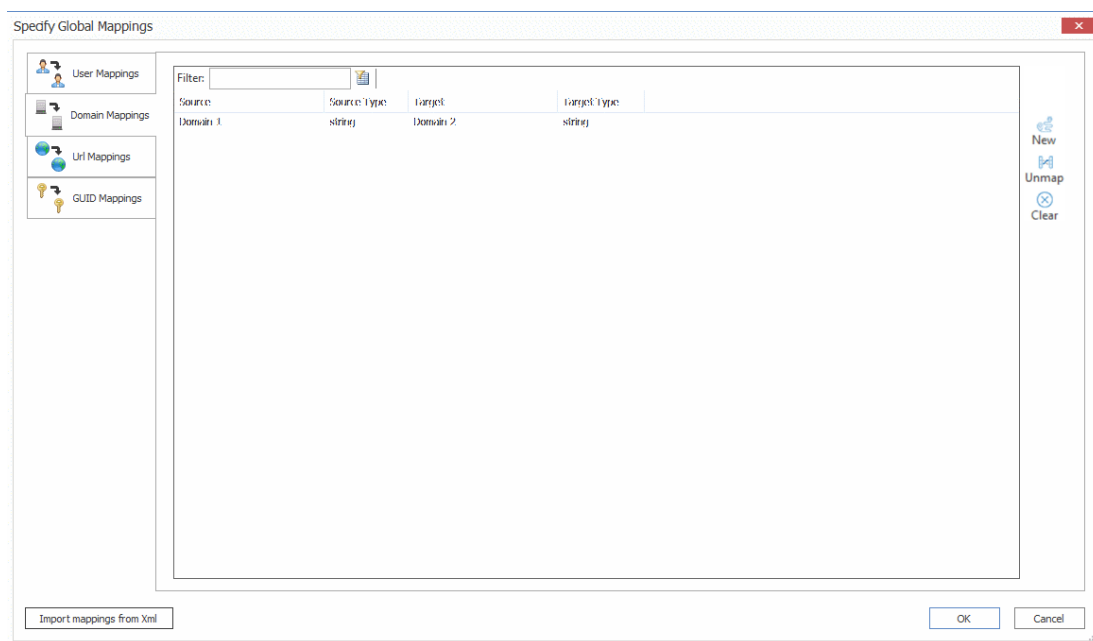 Specify Global Mappings
User Mappings
Domain Mappings
Url Mappings
GUID Mappings
Filter:
Source Source Type Target Target Type
Domain 1 string Domain 2 string
New
Unmap
Clear
Import mappings from Xml
OK
Cancel